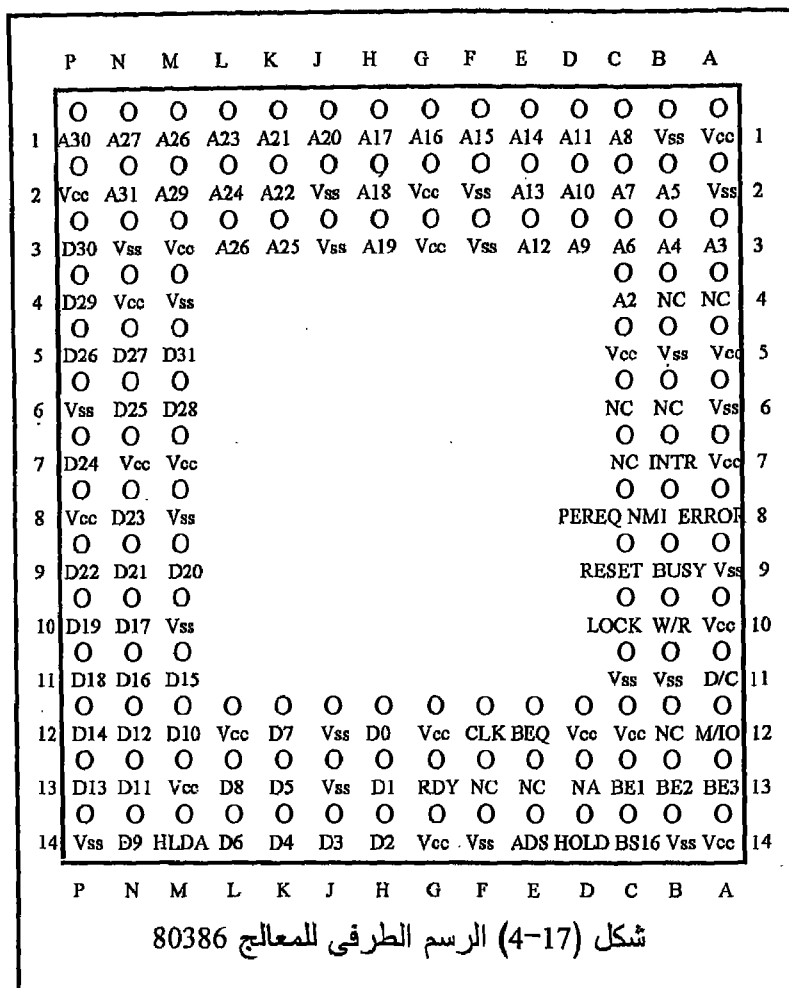 P N M L K J H G F E D C B A
O O O O O O O O O O O O O O
1 A30 A27 A26 A23 A21 A20 A17 A16 A15 A14 A11 A8 Vss Vcc 1
O O O O O O O O O O O O O O
2 Vcc A31 A29 A24 A22 Vss A18 Vcc Vss A13 A10 A7 A5 Vss 2
O O O O O O O O O O O O O O
3 D30 Vss Vcc A26 A25 Vss A19 Vcc Vss A12 A9 A6 A4 A3 3
O O O O O O
4 D29 Vcc Vss A2 NC NC 4
O O O O O O
5 D26 D27 D31 Vcc Vss Vcc 5
O O O O O O
6 Vss D25 D28 NC NC Vss 6
O O O O O O
7 D24 Vcc Vcc NC INTR Vcc 7
O O O O O O
8 Vcc D23 Vss PEREQ NMI ERROR 8
O O O O O O
9 D22 D21 D20 RESET BUSY Vss 9
O O O O O O
10 D19 D17 Vss LOCK W/R Vcc 10
O O O O O O
11 D18 D16 D15 Vss Vss D/C 11
O O O O O O O O O O O O O O
12 D14 D12 D10 Vcc D7 Vss D0 Vcc CLK BEQ Vcc Vcc NC M/IO 12
O O O O O O O O O O O O O O
13 D13 D11 Vcc D8 D5 Vss D1 RDY NC NC NA BE1 BE2 BE3 13
O O O O O O O O O O O O O O
14 Vss D9 HLDA D6 D4 D3 D2 Vcc Vss ADS HOLD BS16 Vss Vcc 14
P N M L K J H G F E D C B A
شكل (17-4) الرسم الطرفى للمعالج 80386